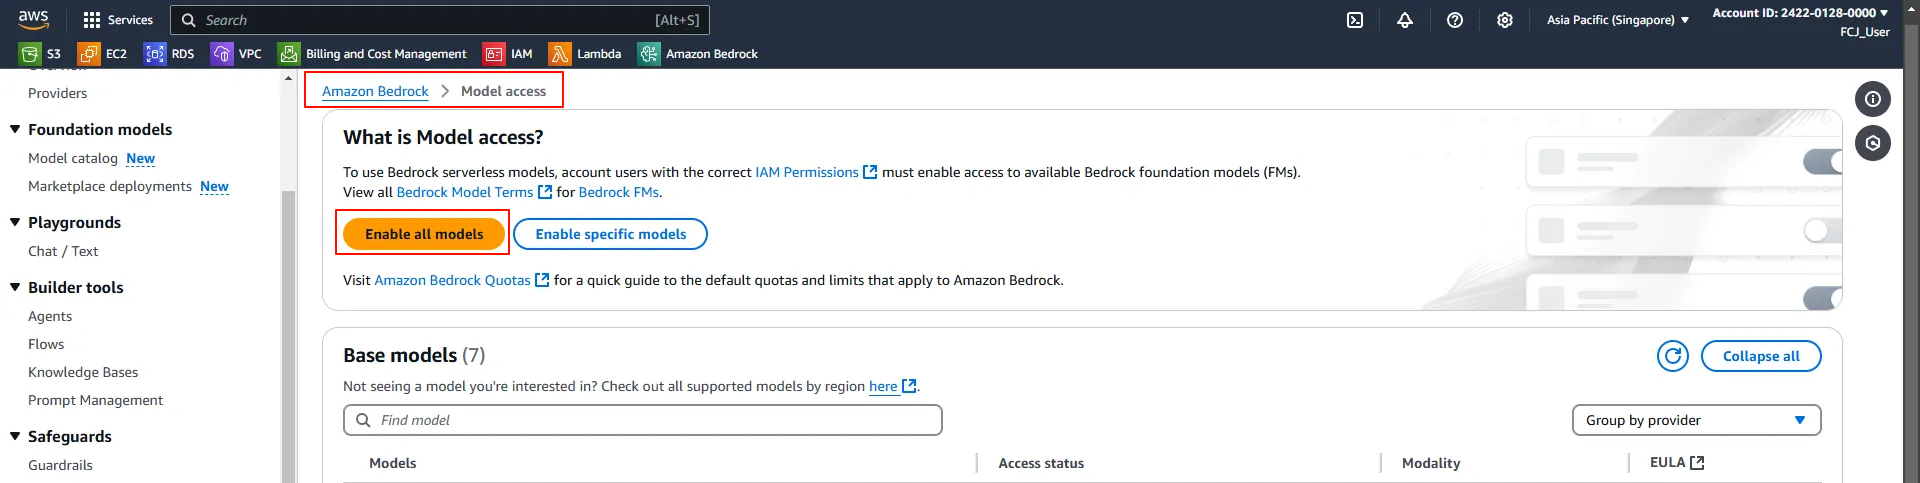 aws
Services
Search
[Alt+S]
Asia Pacific (Singapore)
Account ID: 2422-0128-0000
FCJ_User
S3
EC2
RDS
VPC
Billing and Cost Management
IAM
Lambda
Amazon Bedrock
Overview
Providers
Foundation models
Model catalog New
Marketplace deployments New
Playgrounds
Chat / Text
Builder tools
Agents
Flows
Knowledge Bases
Prompt Management
Safeguards
Guardrails
Amazon Bedrock > Model access
What is Model access?
To use Bedrock serverless models, account users with the correct IAM Permissions must enable access to available Bedrock foundation models (FMs).
View all Bedrock Model Terms for Bedrock FMs.
Enable all models
Enable specific models
Visit Amazon Bedrock Quotas for a quick guide to the default quotas and limits that apply to Amazon Bedrock.
Base models (7)
Collapse all
Not seeing a model you're interested in? Check out all supported models by region here.
Find model
Group by provider
Models
Access status
Modality
EULA